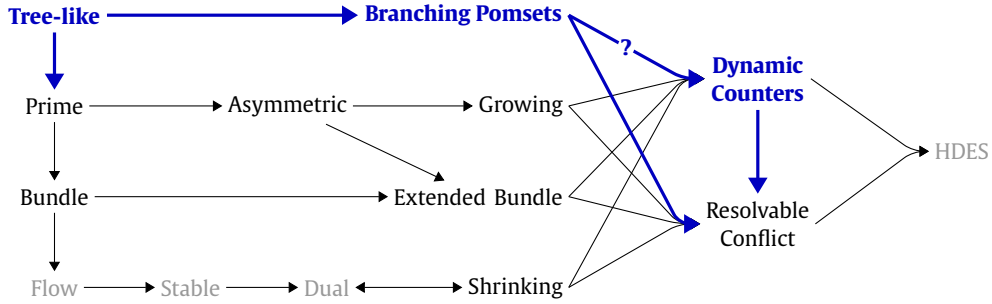 Tree-like
Branching Pomsets
?
Dynamic
Counters
Prime
Asymmetric
Growing
HDES
Bundle
Extended Bundle
Resolvable
Conflict
Flow
Stable
Dual
Shrinking